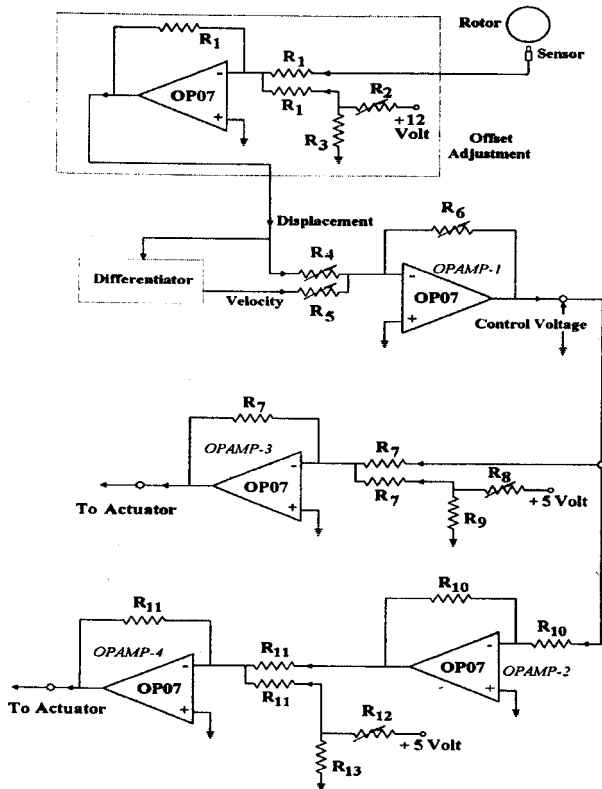 Rotor
Sensor
R1
R1
R1
R2
R3
OP07
-
+
+12
Volt
Offset
Adjustment
Displacement
Differentiator
Velocity
R4
R5
R6
OPAMP-1
OP07
-
+
Control Voltage
R7
OPAMP-3
OP07
-
+
R7
R7
R8
R9
+ 5 Volt
To Actuator
R10
R10
OPAMP-2
OP07
-
+
R11
OPAMP-4
OP07
-
+
R11
R11
R12
R13
+ 5 Volt
To Actuator